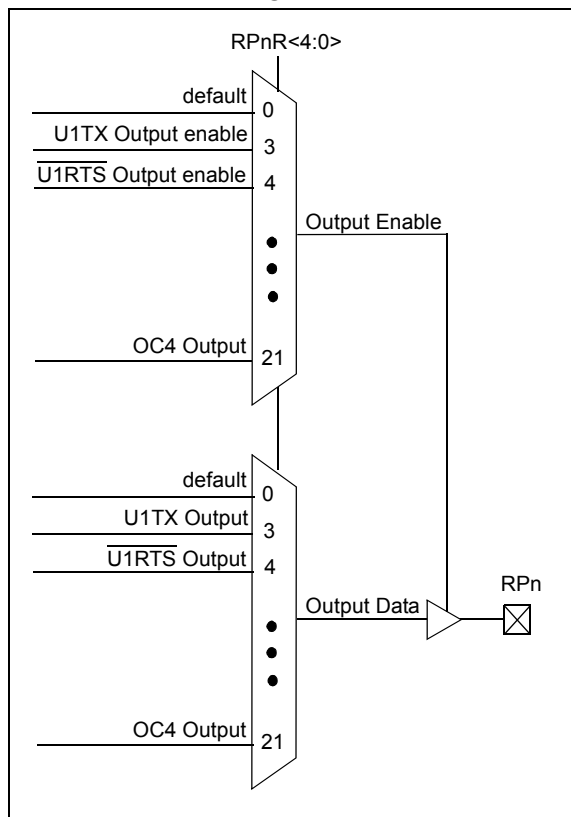 RPnR<4:0>
default
0
U1TX Output enable
3
U1RTS Output enable
4
Output Enable
OC4 Output
21
default
0
U1TX Output
3
U1RTS Output
4
RPn
Output Data
OC4 Output
21